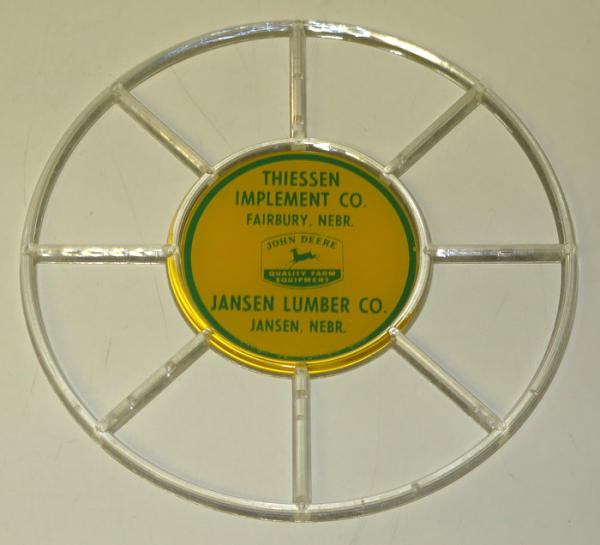 THIESSEN
IMPLEMENT CO.
FAIRBURY, NEBR.
JOHN DEERE
QUALITY FARM
EQUIPMENT
JANSEN LUMBER CO.
JANSEN, NEBR.